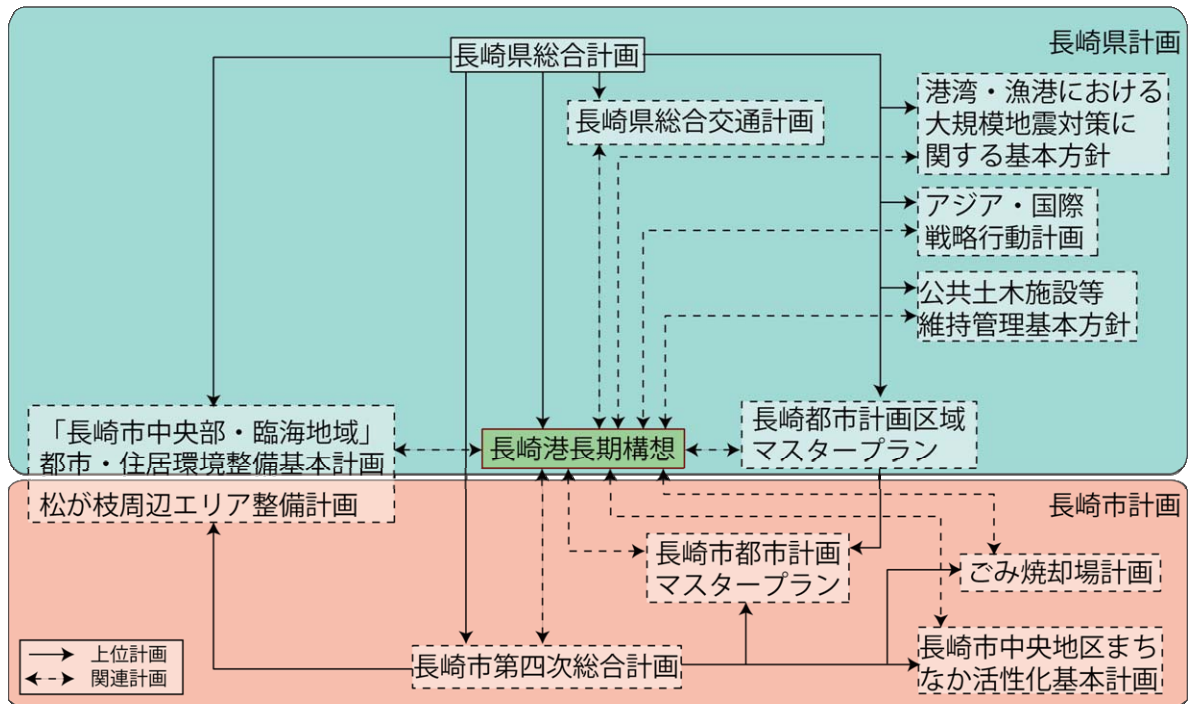 長崎県計画
長崎県総合計画
長崎県総合交通計画
港湾・漁港における
大規模地震対策に
関する基本方針
アジア・国際
戦略行動計画
公共土木施設等
維持管理基本方針
「長崎市中央部・臨海地域」
都市・住居環境整備基本計画
松が枝周辺エリア整備計画
長崎港長期構想
長崎都市計画区域
マスタープラン
長崎市計画
長崎市都市計画
マスタープラン
ごみ焼却場計画
長崎市第四次総合計画
長崎市中央地区まち
なか活性化基本計画
上位計画
関連計画